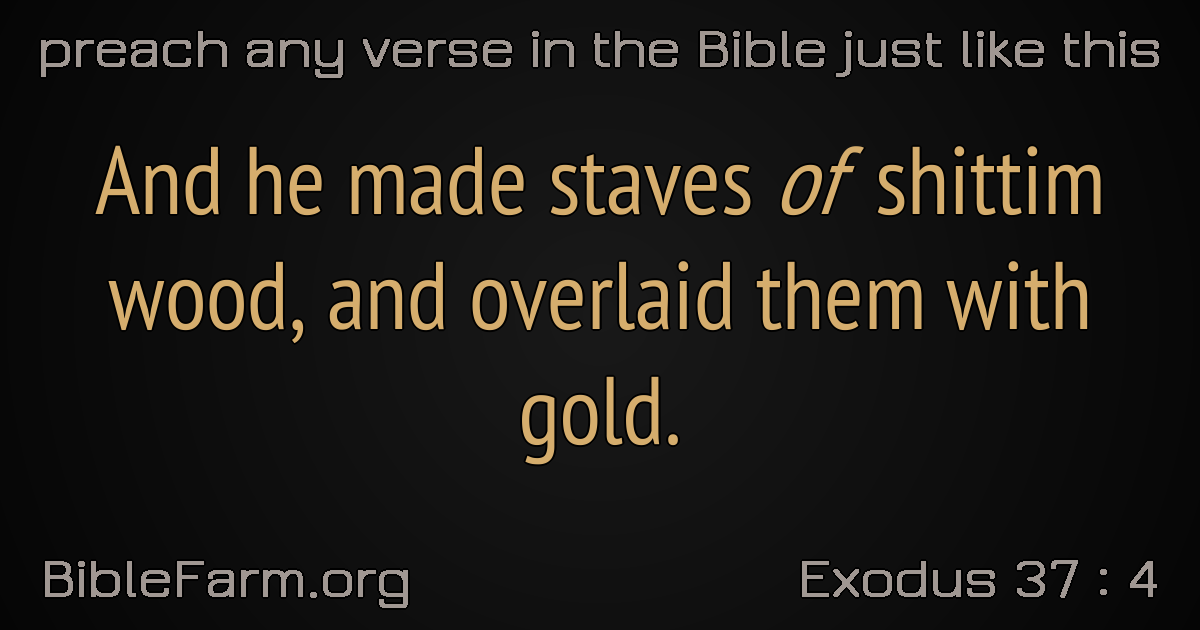 preach any verse in the Bible just like this
And he made staves of shittim
wood, and overlaid them with
gold.
BibleFarm.org
Exodus 37 : 4